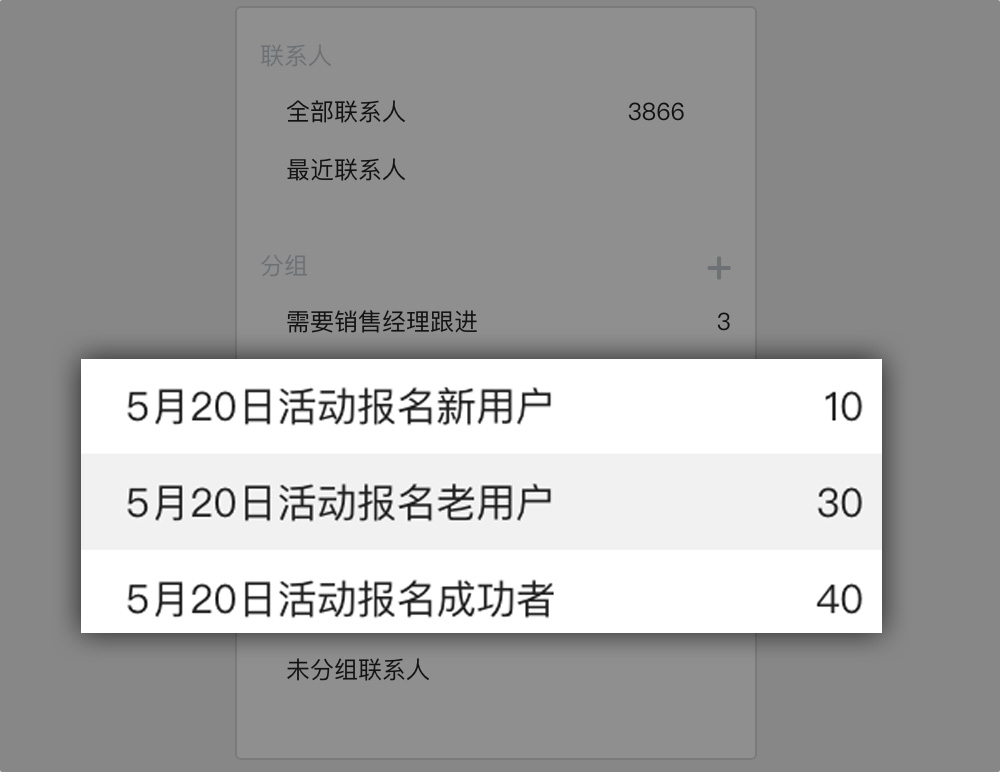 联系人
全部联系人 3866
最近联系人
分组 +
需要销售经理跟进 3
5月20日活动报名新用户 10
5月20日活动报名老用户 30
5月20日活动报名成功者 40
未分组联系人